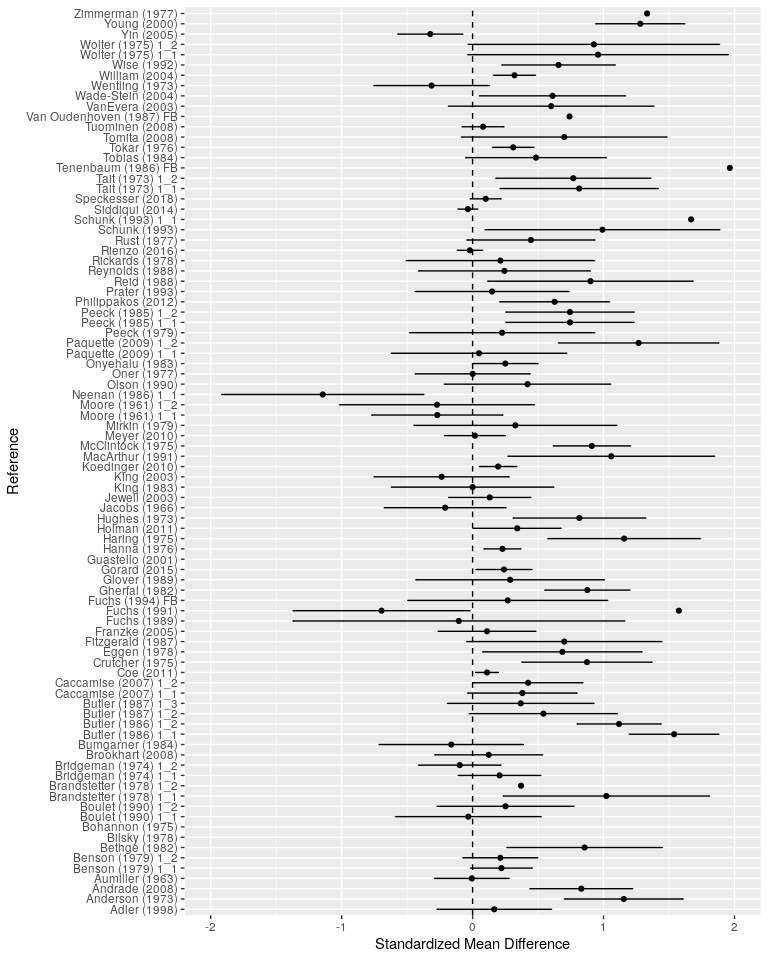 Zimmerman (1977)
Young (2000)
Yin (2005)
Wolter (1975) 1_2
Wolter (1975) 1_1
Wise (1992)
William (2004)
Wentling (1973)
Wade-Stein (2004)
VanEvera (2003)
Van Oudenhoven (1987) FB
Tuominen (2008)
Tomita (2008)
Tokar (1976)
Tobias (1984)
Tenenbaum (1986) FB
Tait (1973) 1_2
Tait (1973) 1_1
Speckesser (2018)
Siddiqui (2014)
Schunk (1993) 1_1
Schunk (1993)
Rust (1977)
Rienzo (2016)
Rickards (1978)
Reynolds (1988)
Reid (1988)
Prater (1993)
Philippakos (2012)
Peeck (1985) 1_2
Peeck (1985) 1_1
Peeck (1979)
Paquette (2009) 1_2
Paquette (2009) 1_1
Onyehalu (1983)
Oner (1977)
Olson (1990)
Neenan (1986) 1_1
Moore (1961) 1_2
Moore (1961) 1_1
Mirkin (1979)
Meyer (2010)
McClintock (1975)
MacArthur (1991)
Koedinger (2010)
King (2003)
King (1983)
Jewell (2003)
Jacobs (1966)
Hughes (1973)
Holman (2011)
Haring (1975)
Hanna (1976)
Guastello (2001)
Gorard (2015)
Glover (1989)
Gherfal (1982)
Fuchs (1994) FB
Fuchs (1991)
Fuchs (1989)
Franzke (2005)
Fitzgerald (1987)
Eggen (1978)
Crutcher (1975)
Coe (2011)
Caccamise (2007) 1_2
Caccamise (2007) 1_1
Butler (1987) 1_3
Butler (1987) 1_2
Butler (1986) 1_2
Butler (1986) 1_1
Bumgarner (1984)
Brookhart (2008)
Bridgeman (1974) 1_2
Bridgeman (1974) 1_1
Brandstetter (1978) 1_2
Brandstetter (1978) 1_1
Boulet (1990) 1_2
Boulet (1990) 1_1
Bohannon (1975)
Bilsky (1978)
Bethge (1982)
Benson (1979) 1_2
Benson (1979) 1_1
Aumiller (1963)
Andrade (2008)
Anderson (1973)
Adler (1998)
Reference
-2 -1 0 1 2
Standardized Mean Difference